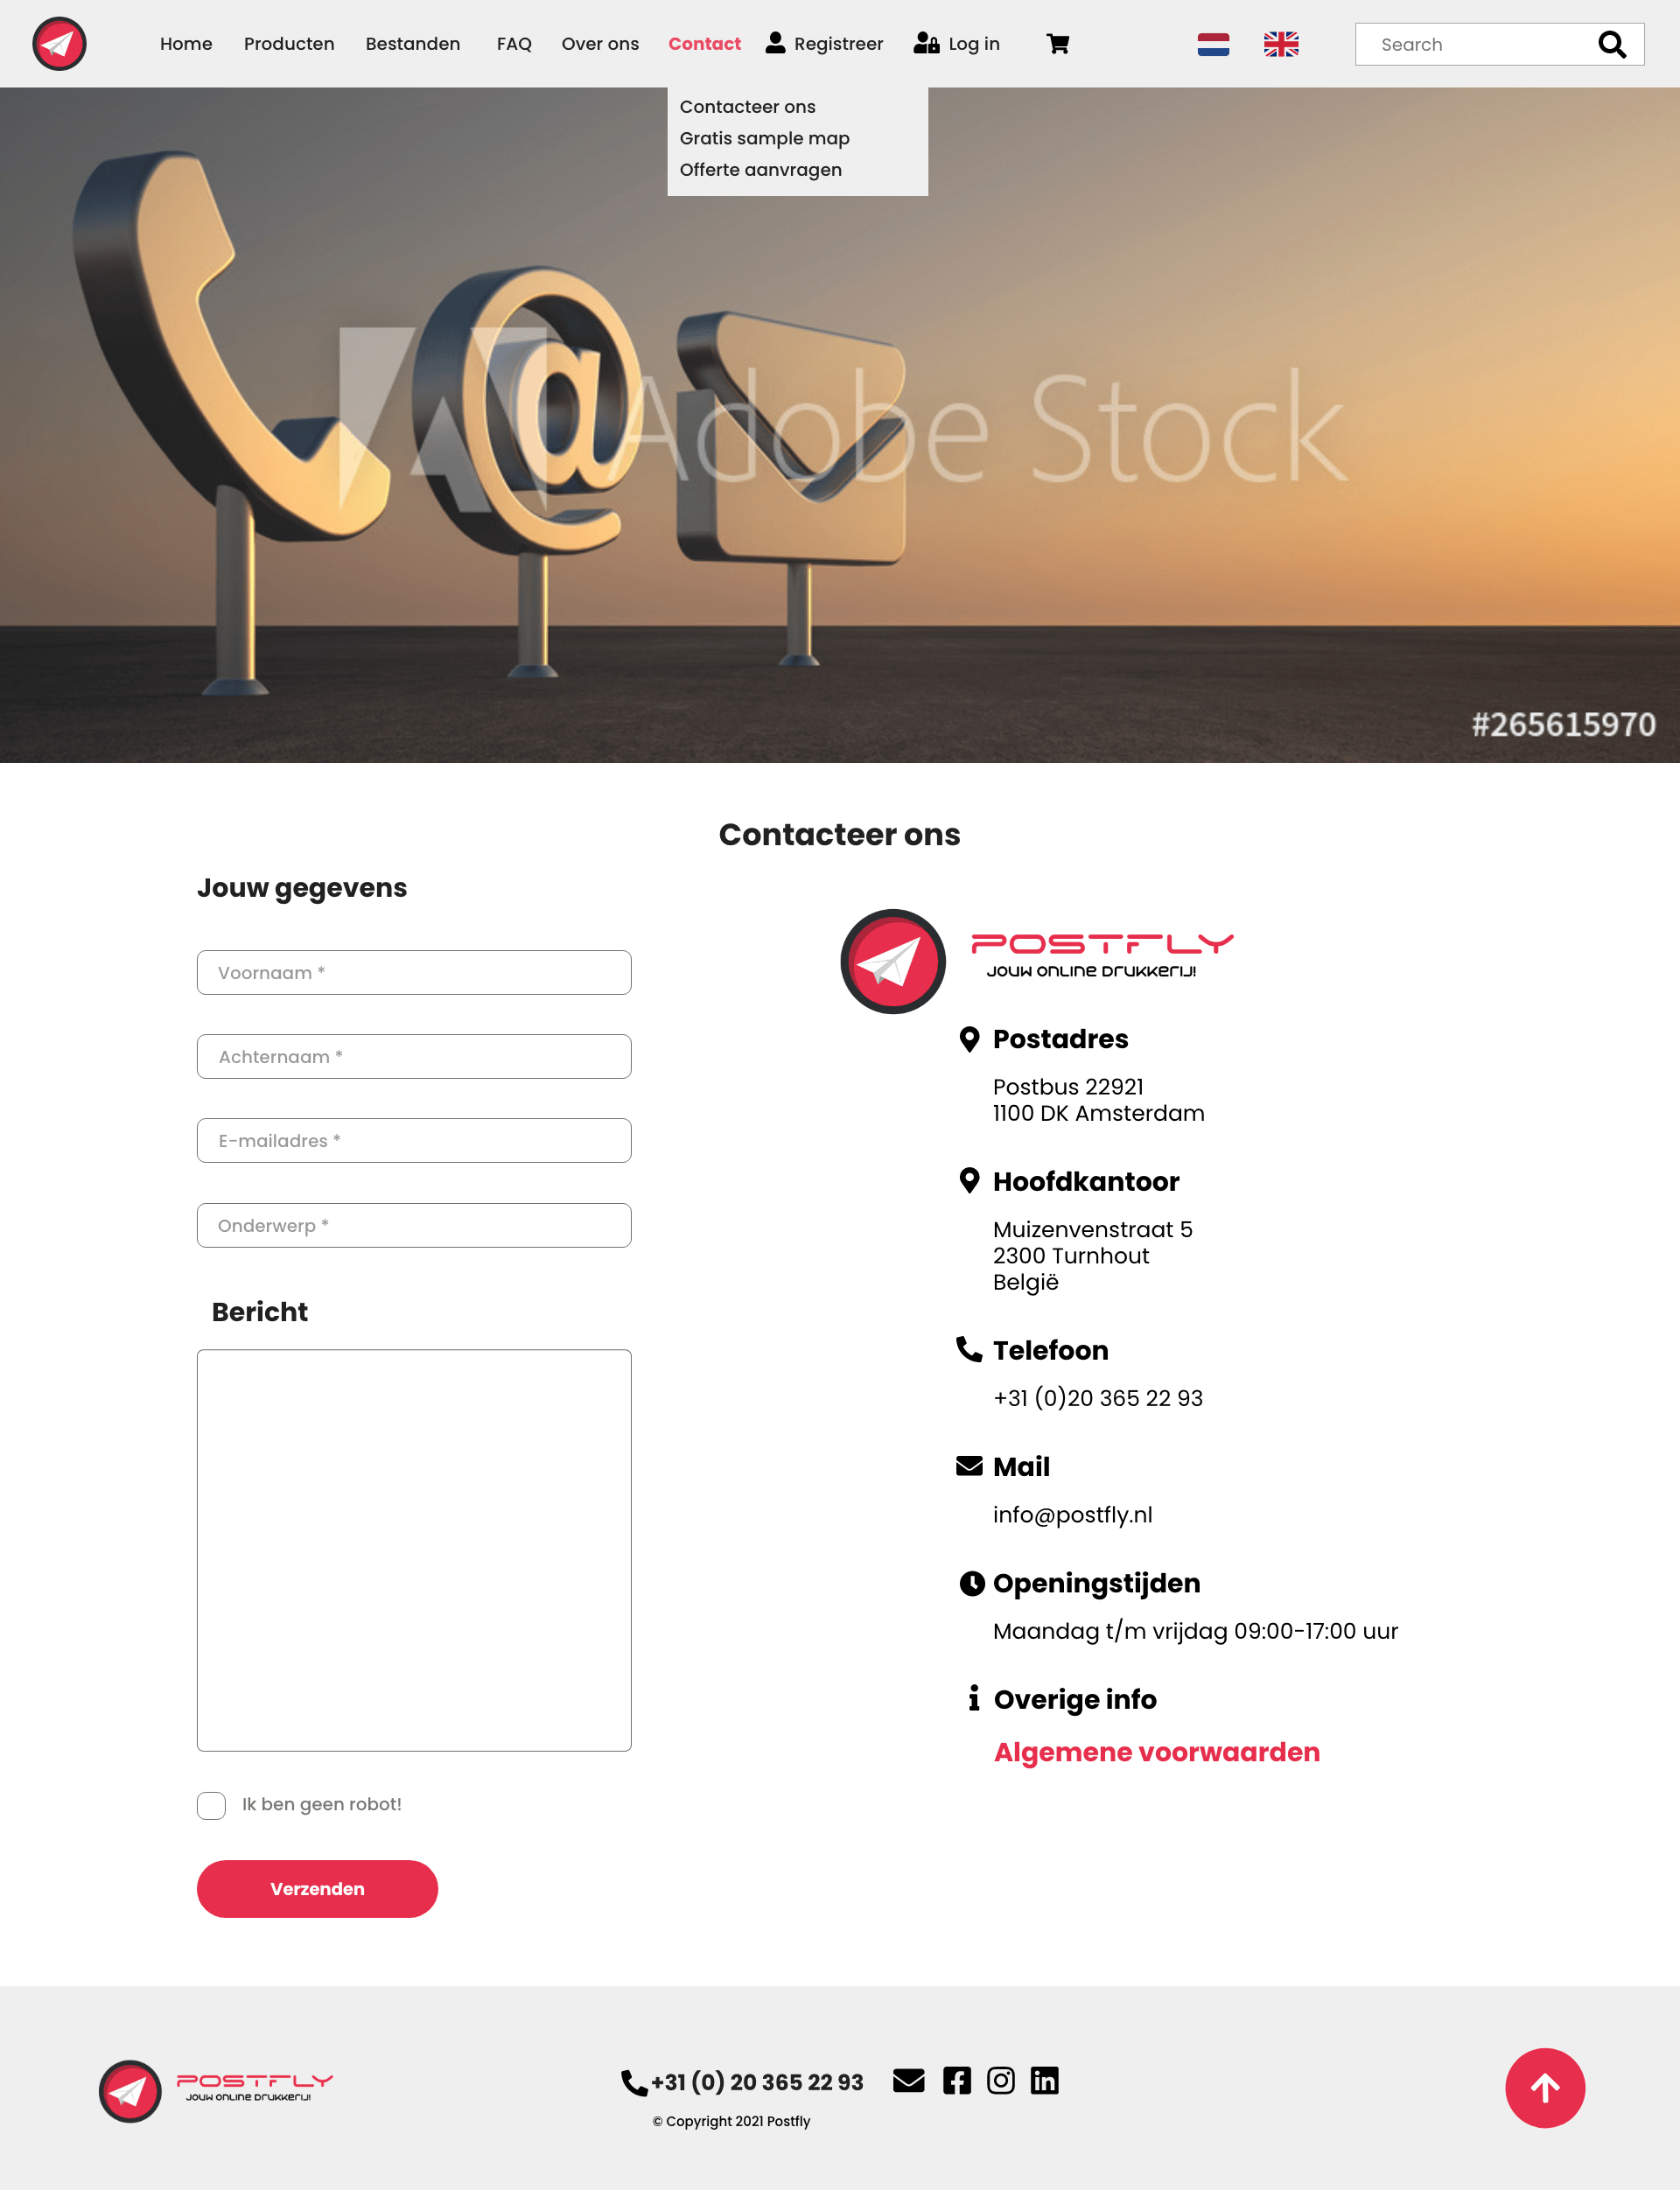 Home Producten Bestanden FAQ Over ons Contact Registreer Log in Search
Contacteer ons
Gratis sample map
Offerte aanvragen
Adobe Stock
#265615970
Contacteer ons
Jouw gegevens
Voornaam *
Achternaam *
E-mailadres *
Onderwerp *
Bericht
Ik ben geen robot!
Verzenden
POSTFLY
Jouw online drukkerij!
Postadres
Postbus 22921
1100 DK Amsterdam
Hoofdkantoor
Muizenvenstraat 5
2300 Turnhout
België
Telefoon
+31 (0)20 365 22 93
Mail
info@postfly.nl
Openingstijden
Maandag t/m vrijdag 09:00-17:00 uur
Overige info
Algemene voorwaarden
POSTFLY
Jouw online drukkerij!
+31 (0) 20 365 22 93
© Copyright 2021 Postfly